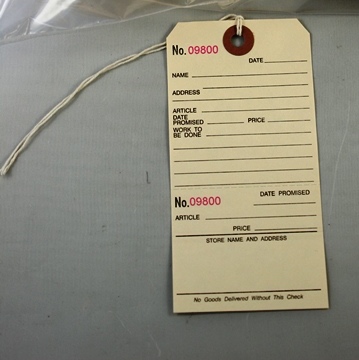 No. 09800
DATE
NAME
ADDRESS
ARTICLE
DATE PROMISED PRICE
WORK TO BE DONE
No. 09800 DATE PROMISED
ARTICLE
PRICE
STORE NAME AND ADDRESS
No Goods Delivered Without This Check